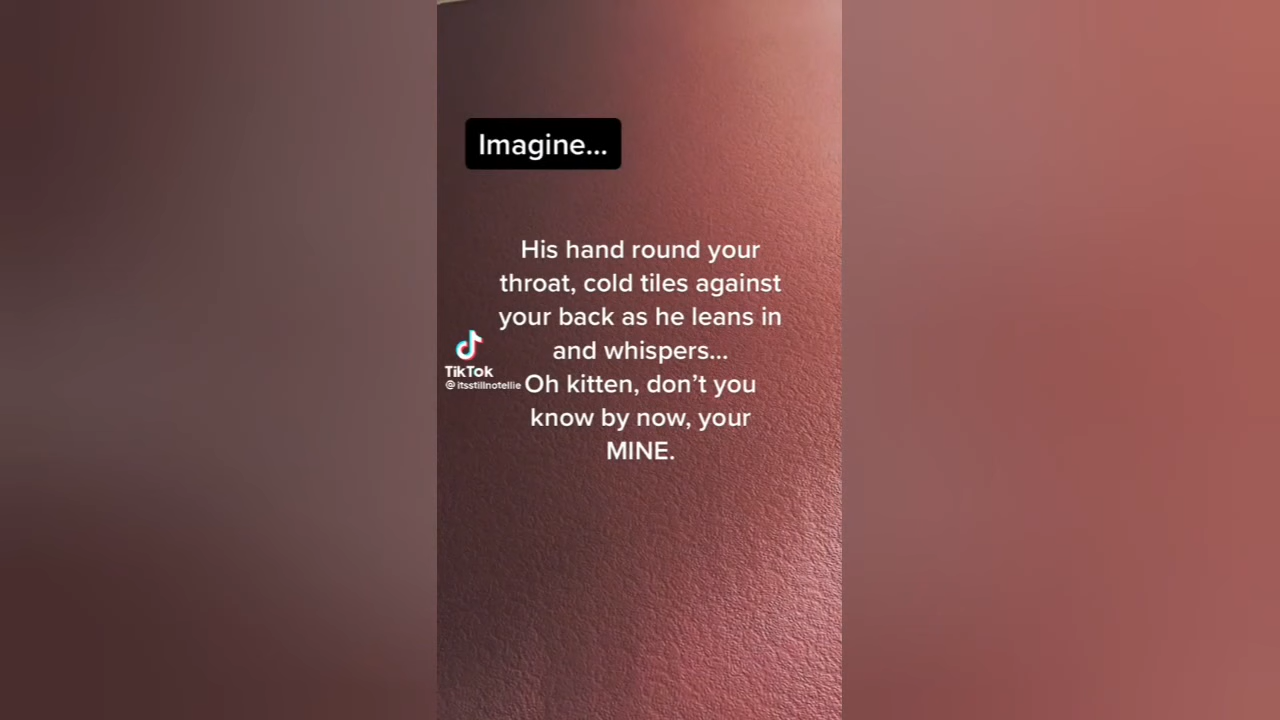 Imagine...
His hand round your
throat, cold tiles against
your back as he leans in
and whispers...
Oh kitten, don't you
know by now, your
MINE.
TikTok
@itsstillnotellie